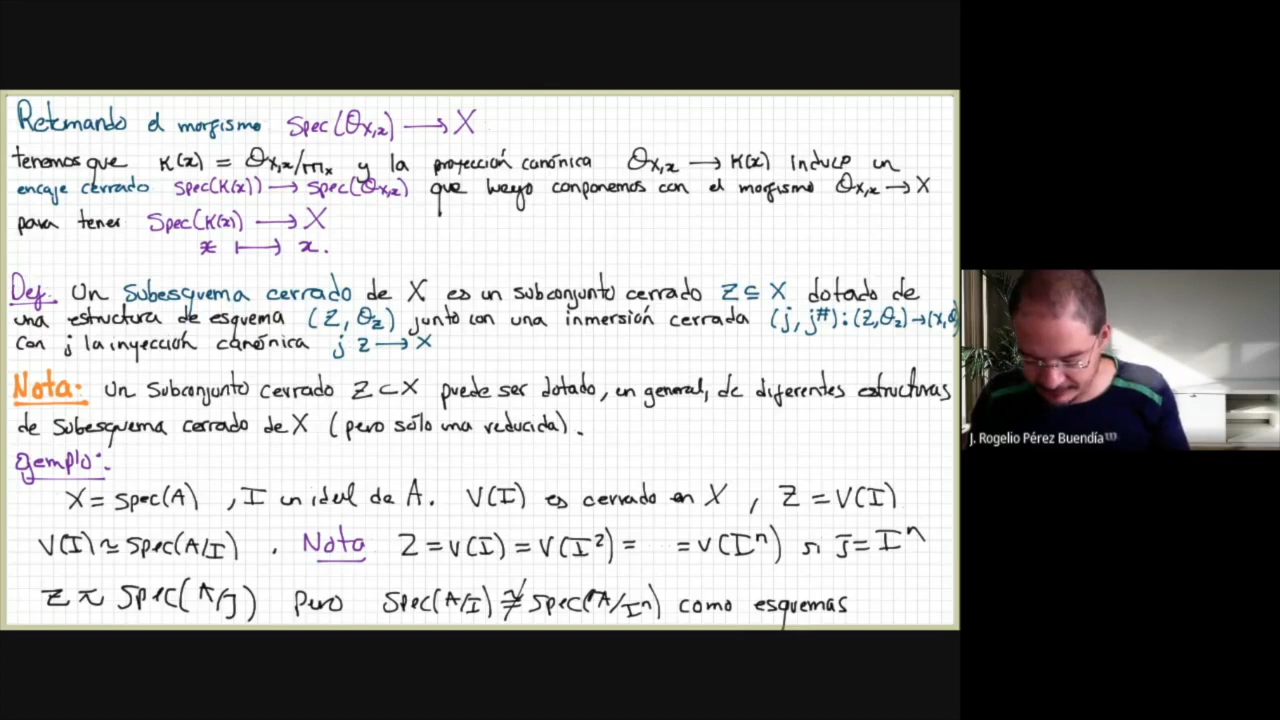 Retomando el morfismo Spec(O_{X,x}) → X
tenemos que K(x) = O_{X,x}/m_x y la proyección canónica O_{X,x} → K(x) induce un
encaje cerrado Spec(K(x)) → Spec(O_{X,x}) que luego componemos con el morfismo O_{X,x} → X
para tener Spec(K(x)) → X
* ↦ x.
Def. Un subesquema cerrado de X es un subconjunto cerrado Z ⊆ X dotado de
una estructura de esquema (Z, O_Z) junto con una inmersión cerrada (j, j^#): (Z, O_Z) → (X, O
con j la inyección canónica j Z → X
Nota: Un subconjunto cerrado Z ⊂ X puede ser dotado, en general, de diferentes estructuras
de subesquema cerrado de X (pero sólo una reducida).
Ejemplo:
X = Spec(A), I un ideal de A. V(I) es cerrado en X, Z = V(I)
V(I) ≃ Spec(A/I). Nota Z = V(I) = V(I²) = ... = V(Iⁿ) si J = Iⁿ
Z ≈ Spec(A/J) pero Spec(A/I) ≇ Spec(A/Iⁿ) como esquemas
J. Rogelio Pérez Buendía